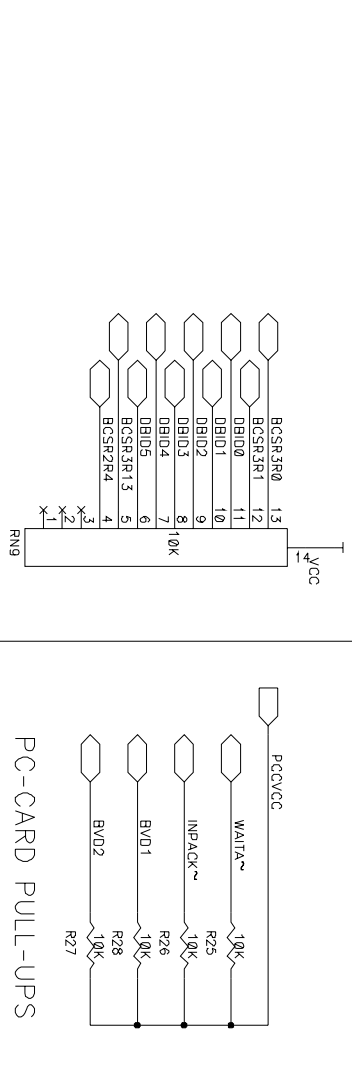 VCC
14
BCSR3R0 13
BCSR3R1 12
DBID0 11
DBID1 10
DBID2 9
DBID3 8
10K
DBID4 7
DBID5 6
BCSR3R13 5
BCSR2R4 4
3
2
1
RN9
PCCVCC
WAITA~ 10K
R25
INPACK~ 10K
R26
BVD1 10K
R28
BVD2 10K
R27
PC-CARD PULL-UPS